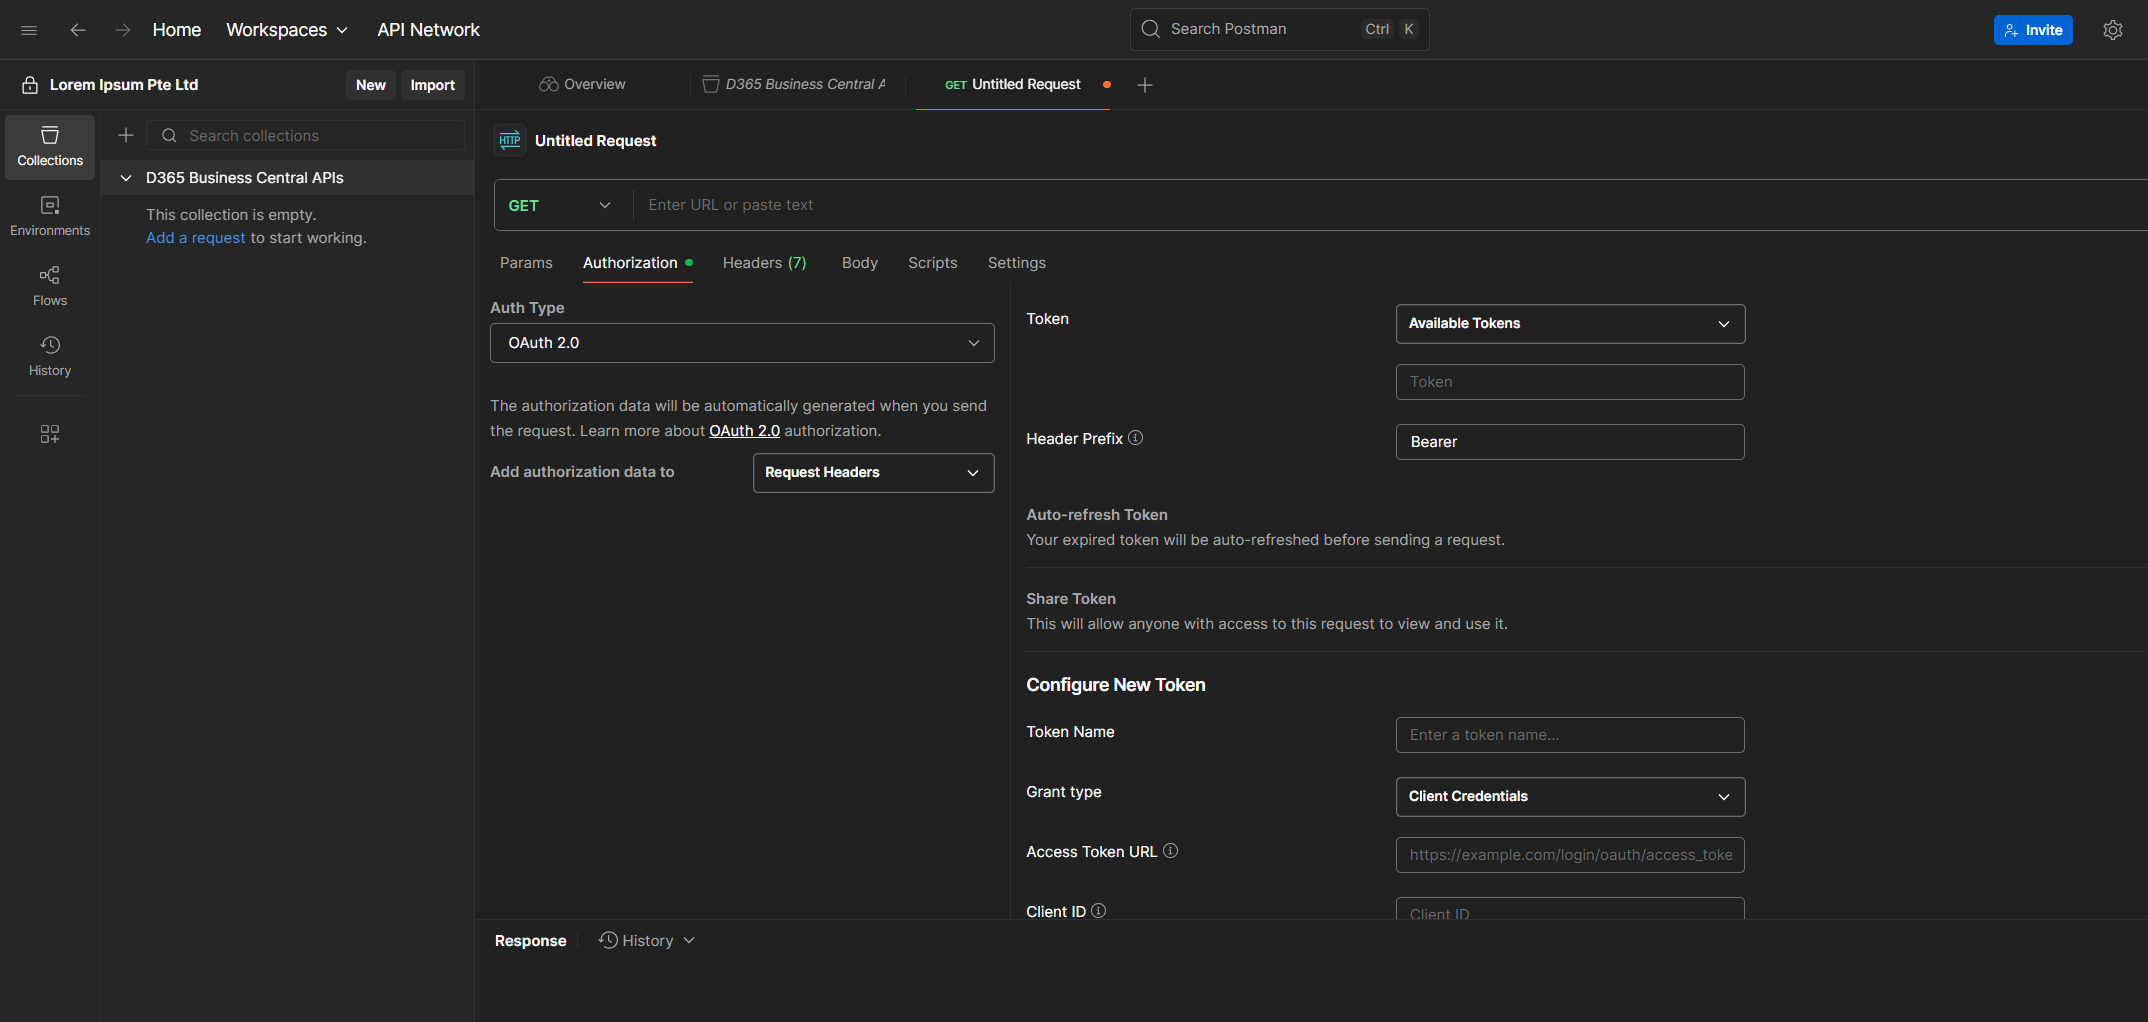 Home Workspaces API Network
Search Postman Ctrl K
Invite
Lorem Ipsum Pte Ltd New Import
Overview D365 Business Central A GET Untitled Request
Collections
Environments
Flows
History
Search collections
D365 Business Central APIs
This collection is empty.
Add a request to start working.
HTTP Untitled Request
GET Enter URL or paste text
Params Authorization Headers (7) Body Scripts Settings
Auth Type
OAuth 2.0
The authorization data will be automatically generated when you send
the request. Learn more about OAuth 2.0 authorization.
Add authorization data to Request Headers
Token Available Tokens
Token
Header Prefix Bearer
Auto-refresh Token
Your expired token will be auto-refreshed before sending a request.
Share Token
This will allow anyone with access to this request to view and use it.
Configure New Token
Token Name Enter a token name...
Grant type Client Credentials
Access Token URL https://example.com/login/oauth/access_toke
Client ID Client ID
Response History